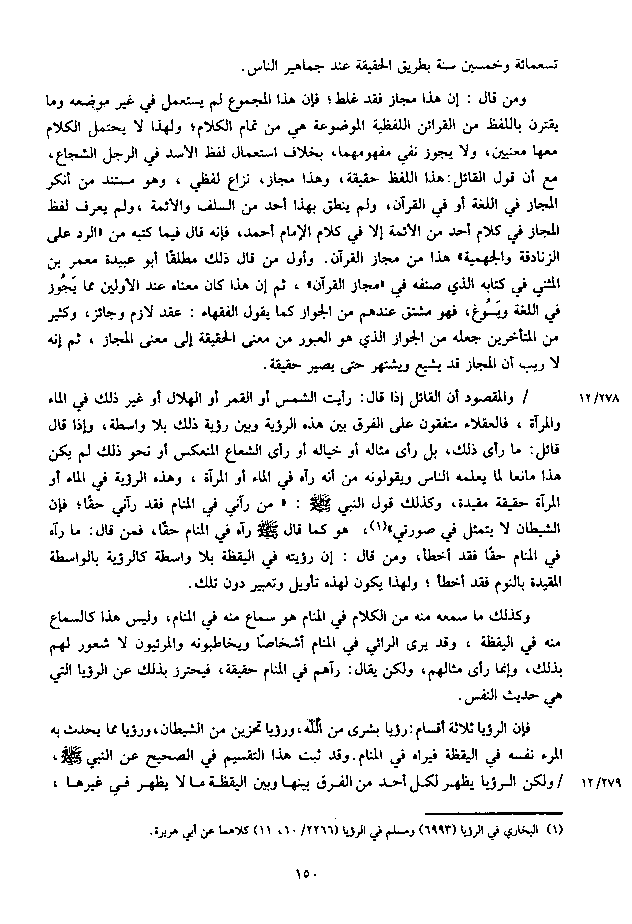 تسعمائة وخمسين سنة بطريق الحقيقة عند جماهير الناس.
ومن قال : إن هذا مجاز فقد غلط؛ فإن هذا المجموع لم يستعمل في غير موضعه وما
يقترن باللفظ من القرائن اللفظية الموضوعة هي من تمام الكلام؛ ولهذا لا يحتمل الكلام
معها معنيين، ولا يجوز نفي مفهومهما، بخلاف استعمال لفظ الأسد في الرجل الشجاع،
مع أن قول القائل: هذا اللفظ حقيقة، وهذا مجاز، نزاع لفظي ، وهو مستند من أنكر
المجاز في اللغة أو في القرآن، ولم ينطق بهذا أحد من السلف والأئمة ،ولم يعرف لفظ
المجاز في كلام أحد من الأئمة إلا في كلام الإمام أحمد، فإنه قال فيما كتبه من «الرد على
الزنادقة والجهمية» هذا من مجاز القرآن. وأول من قال ذلك مطلقًا أبو عبيدة معمر بن
المثني في كتابه الذي صنفه في «مجاز القرآن» ، ثم إن هذا كان معناه عند الأولين مما يَجُوز
في اللغة ويَسُوغ، فهو مشتق عندهم من الجواز كما يقول الفقهاء : عقد لازم وجائز، وكثير
من المتأخرين جعله من الجواز الذي هو العبور من معنى الحقيقة إلى معنى المجاز ، ثم إنه
لا ريب أن المجاز قد يشيع ويشتهر حتى يصير حقيقة.
١٢/٢٧٨ / والمقصود أن القائل إذا قال: رأيت الشمس أو القمر أو الهلال أو غير ذلك في الماء
والمرآة ، فالعقلاء متفقون على الفرق بين هذه الرؤية وبين رؤية ذلك بلا واسطة، وإذا قال
قائل: ما رأى ذلك، بل رأى مثاله أو خياله أو رأى الشعاع المنعكس أو نحو ذلك لم يكن
هذا مانعا لما يعلمه الناس ويقولونه من أنه رآه في الماء أو المرآة ، وهذه الرؤية في الماء أو
المرآة حقيقة مقيدة، وكذلك قول النبي ﷺ : « من رآني في المنام فقد رآني حقًا؛ فإن
الشيطان لا يتمثل في صورتي»(١)، هو كما قال ﷺ رآه في المنام حقًا، فمن قال: ما رآه
في المنام حقًا فقد أخطأ، ومن قال : إن رؤيته في اليقظة بلا واسطة كالرؤية بالواسطة
المقيدة بالنوم فقد أخطأ ؛ ولهذا يكون لهذه تأويل وتعبير دون تلك.
وكذلك ما سمعه منه من الكلام في المنام هو سماع منه في المنام، وليس هذا كالسماع
منه في اليقظة ، وقد يرى الرائي في المنام أشخاصًا ويخاطبونه والمرئيون لا شعور لهم
بذلك، وإنما رأى مثالهم، ولكن يقال: رآهم في المنام حقيقة، فيحترز بذلك عن الرؤيا التي
هي حديث النفس.
فإن الرؤيا ثلاثة أقسام: رؤيا بشرى من الله، ورؤيا تحزين من الشيطان، ورؤيا مما يحدث به
المرء نفسه في اليقظة فيراه في المنام. وقد ثبت هذا التقسيم في الصحيح عن النبي ﷺ ،
١٢/٢٧٩ / ولكن الرؤيا يظهر لكل أحد من الفرق بينها وبين اليقظة ما لا يظهر في غيرها ،
(١) البخاري في الرؤيا (٦٩٩٣) ومسلم في الرؤيا (٢٢٦٦/ ١٠، ١١) كلاهما عن أبي هريرة.
١٥٠